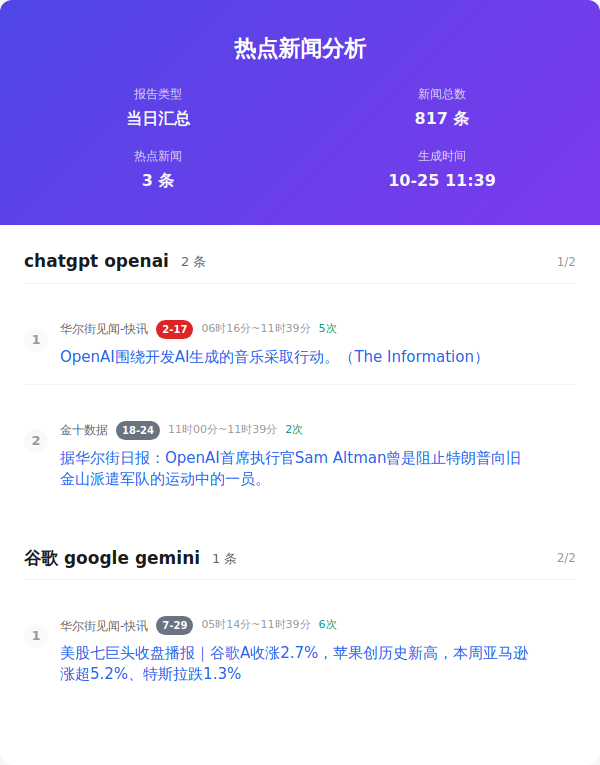 热点新闻分析
报告类型
新闻总数
当日汇总
817 条
热点新闻
生成时间
3 条
10-25 11:39
chatgpt openai 2 条 1/2
1 华尔街见闻-快讯 2-17 06时16分~11时39分 5次
OpenAI围绕开发AI生成的音乐采取行动。（The Information）
2 金十数据 18-24 11时00分~11时39分 2次
据华尔街日报：OpenAI首席执行官Sam Altman曾是阻止特朗普向旧
金山派遣军队的运动中的一员。
谷歌 google gemini 1 条 2/2
1 华尔街见闻-快讯 7-29 05时14分~11时39分 6次
美股七巨头收盘播报｜谷歌A收涨2.7%，苹果创历史新高，本周亚马逊
涨超5.2%、特斯拉跌1.3%